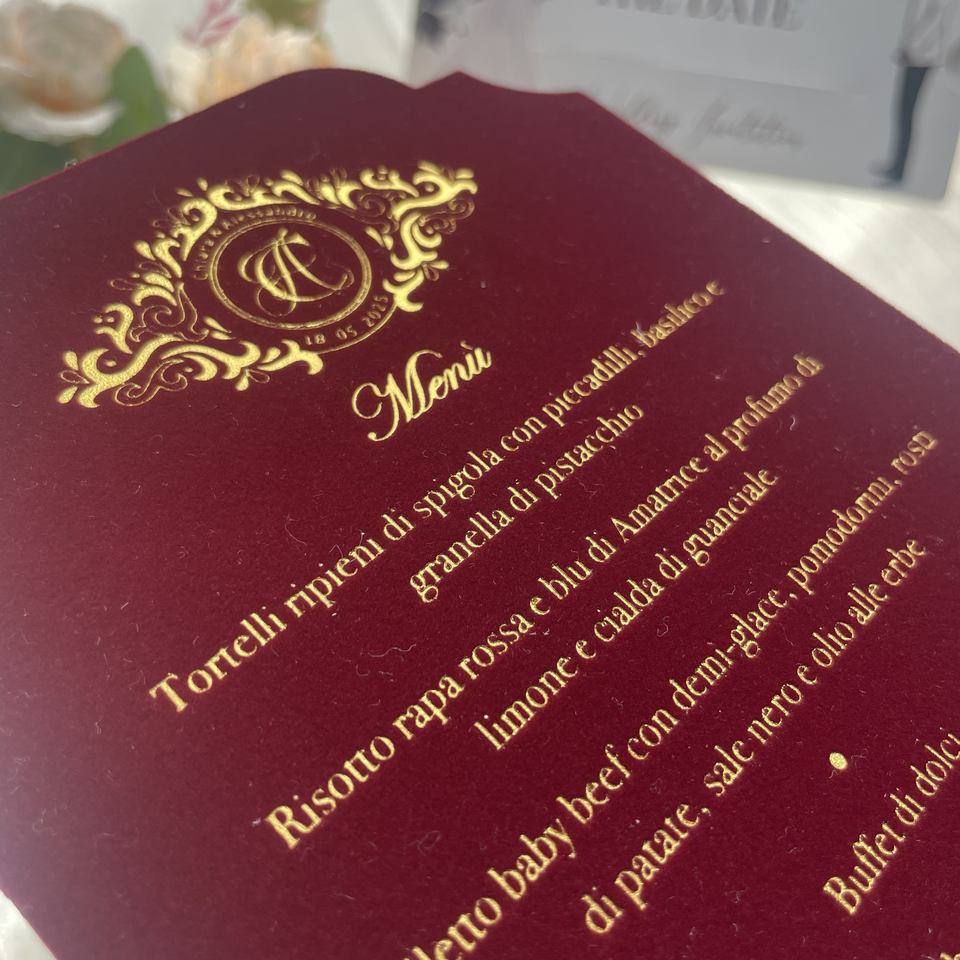 DATE
Chiara & Alessandro
CA
18 05 2025
Menù
Tortelli ripieni di spigola con piccadilli, basilico e
granella di pistacchio
Risotto rapa rossa e blu di Amatrice al profumo di
limone e cialda di guanciale
baby beef con demi-glace, pomodorini, rosti
di patate, sale nero e olio alle erbe
Buffet di dolci